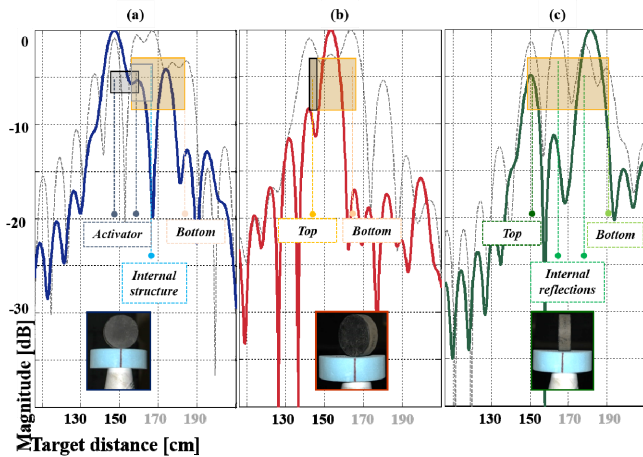 (a) (b) (c)
0
-10
-20
-30
Magnitude [dB]
Activator
Bottom
Internal
structure
Top
Bottom
Top
Bottom
Internal
reflections
130 150 170 190 130 150 170 190 130 150 170 190
Target distance [cm]